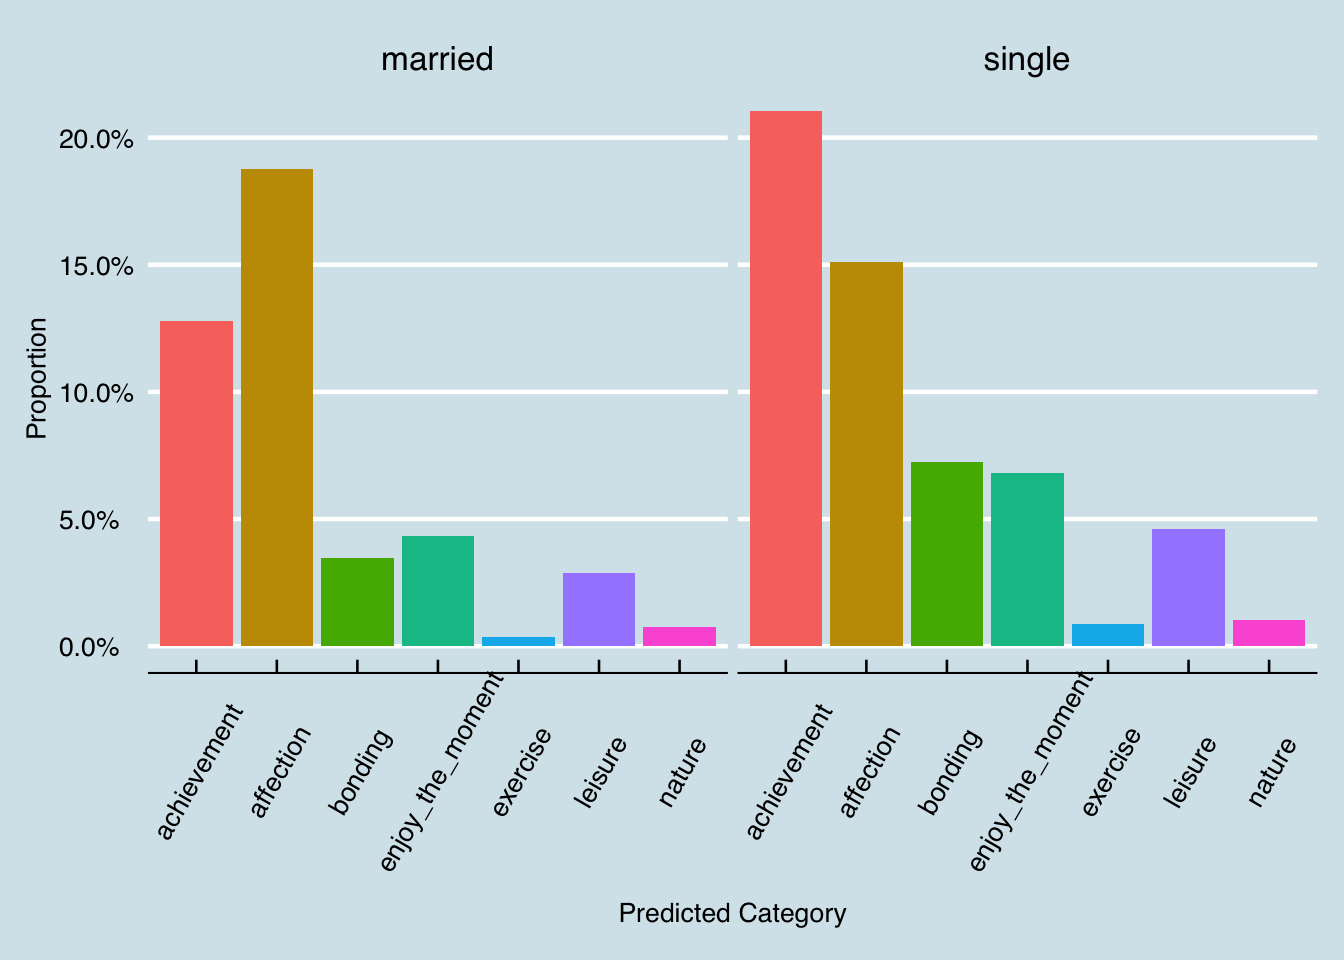 married
single
20.0%
15.0%
10.0%
5.0%
0.0%
Proportion
achievement
affection
bonding
enjoy_the_moment
exercise
leisure
nature
achievement
affection
bonding
enjoy_the_moment
exercise
leisure
nature
Predicted Category